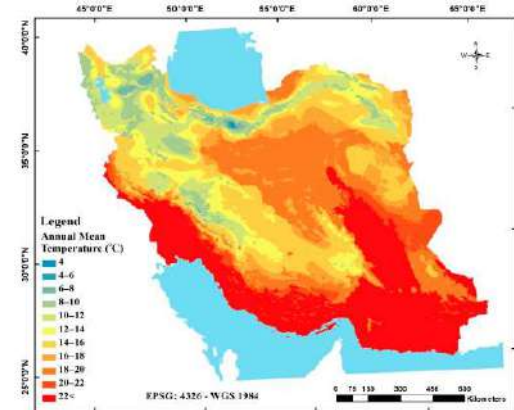 45°0'0"E 50°0'0"E 55°0'0"E 60°0'0"E 65°0'0"E
40°0'0"N
35°0'0"N
30°0'0"N
25°0'0"N
N
W E
S
Legend
Annual Mean
Temperature (°C)
4
4–6
6–8
8–10
10–12
12–14
14–16
16–18
18–20
20–22
22<
EPSG: 4326 - WGS 1984
0 75 150 300 450
Kilometers